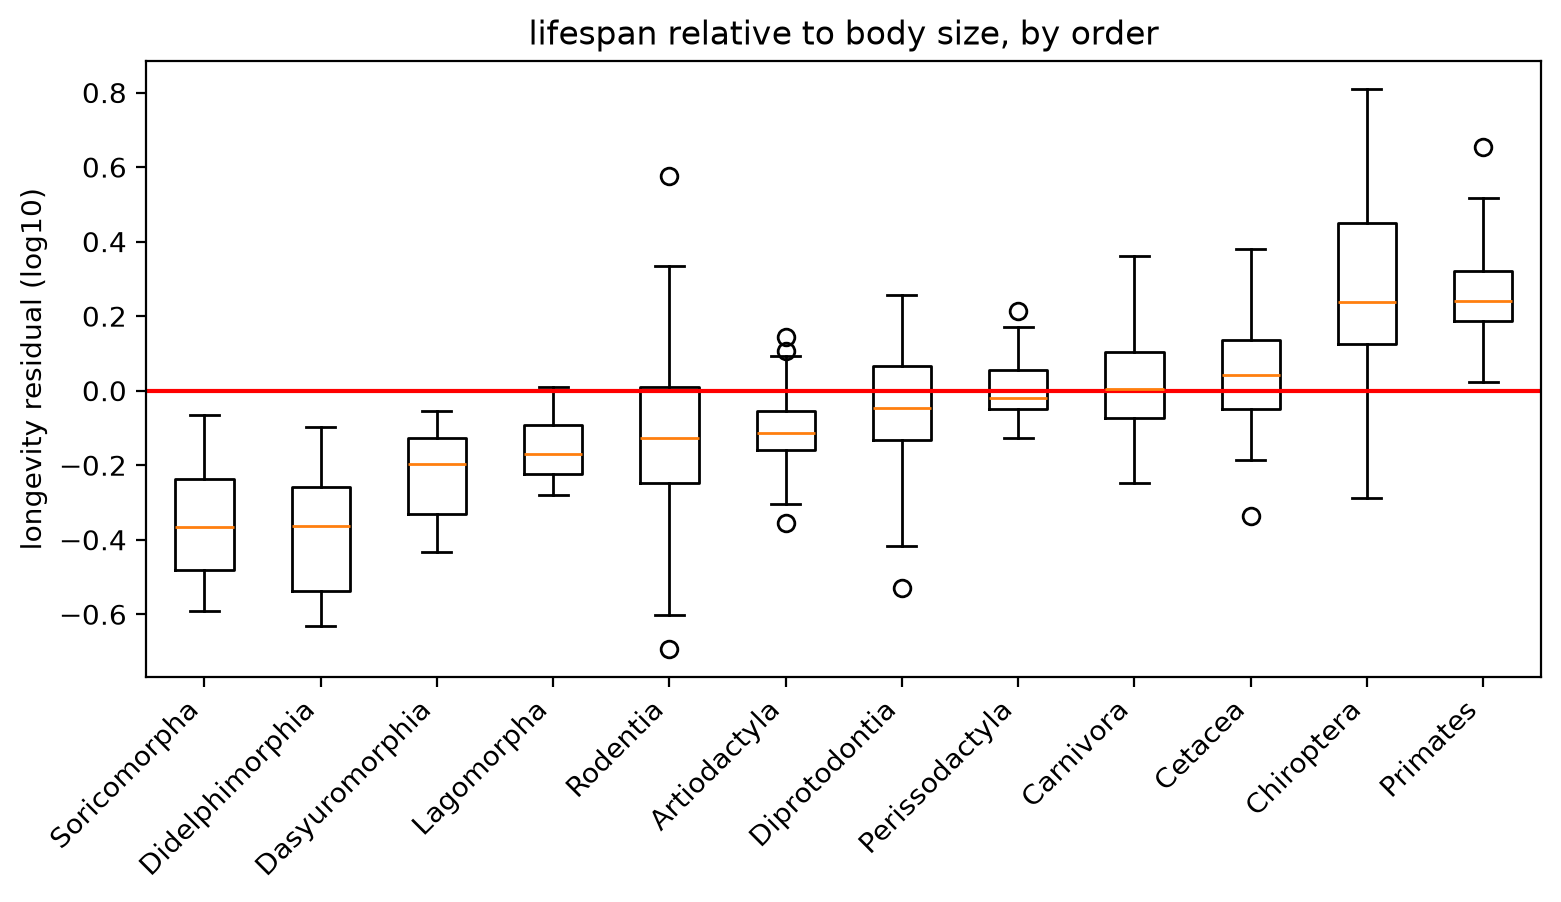 lifespan relative to body size, by order
longevity residual (log10)
0.8
0.6
0.4
0.2
0.0
−0.2
−0.4
−0.6
Soricomorpha
Didelphimorphia
Dasyuromorphia
Lagomorpha
Rodentia
Artiodactyla
Diprotodontia
Perissodactyla
Carnivora
Cetacea
Chiroptera
Primates